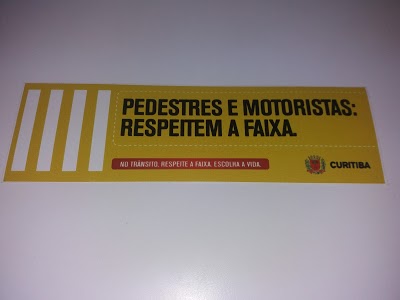 PEDESTRES E MOTORISTAS:
RESPEITEM A FAIXA.
NO TRÂNSITO, RESPEITE A FAIXA. ESCOLHA A VIDA.
CURITIBA